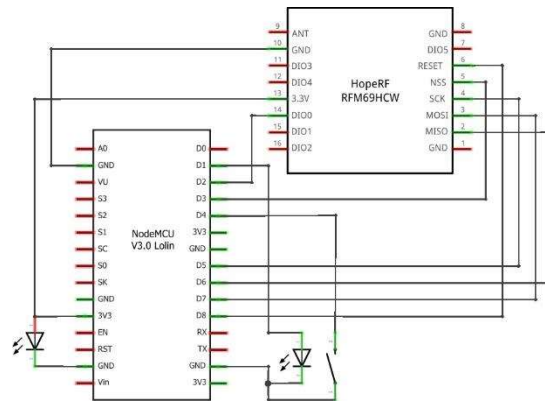 HopeRF
RFM69HCW
9 ANT
10 GND
11 DIO3
12 DIO4
13 3.3V
14 DIO0
15 DIO1
16 DIO2
GND 8
DIO5 7
RESET 6
NSS 5
SCK 4
MOSI 3
MISO 2
GND 1
NodeMCU
V3.0 Lolin
A0
GND
VU
S3
S2
S1
SC
S0
SK
GND
3V3
EN
RST
GND
Vin
D0
D1
D2
D3
D4
3V3
GND
D5
D6
D7
D8
RX
TX
GND
3V3